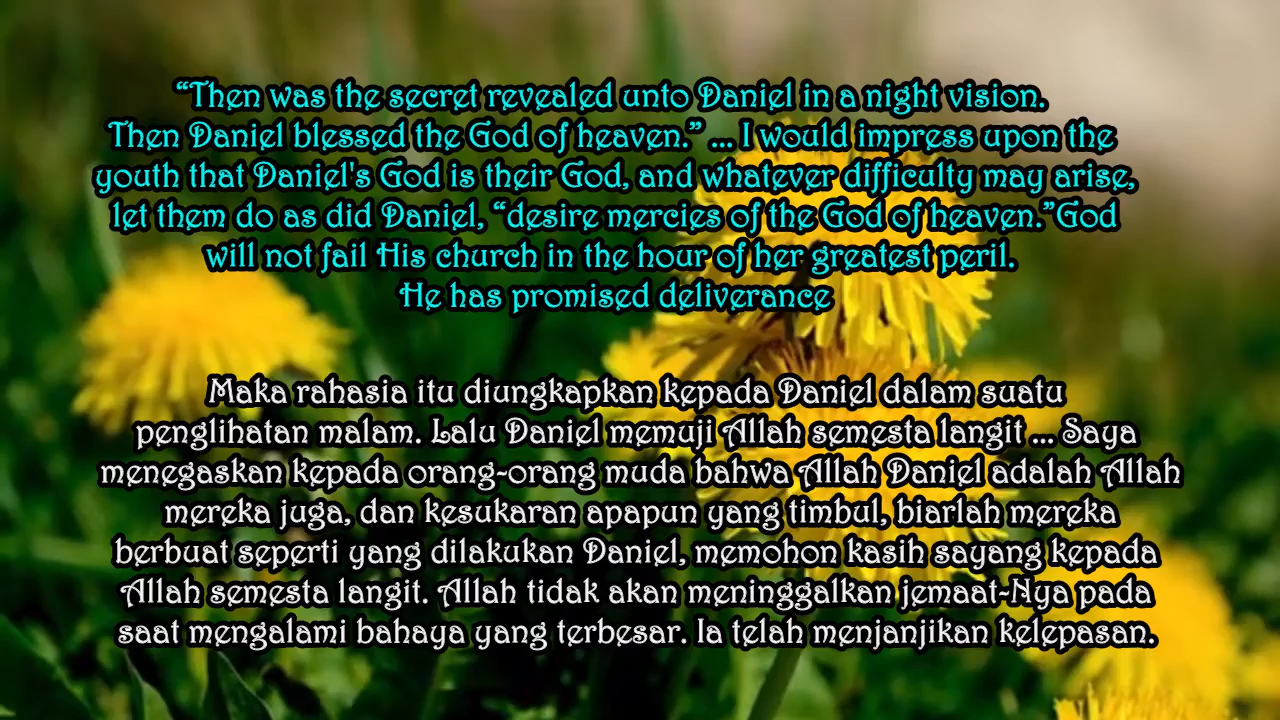 “Then was the secret revealed unto Daniel in a night vision.
Then Daniel blessed the God of heaven.” ... I would impress upon the
youth that Daniel's God is their God, and whatever difficulty may arise,
let them do as did Daniel, “desire mercies of the God of heaven.”God
will not fail His church in the hour of her greatest peril.
He has promised deliverance
Maka rahasia itu diungkapkan kepada Daniel dalam suatu
penglihatan malam. Lalu Daniel memuji Allah semesta langit ... Saya
menegaskan kepada orang-orang muda bahwa Allah Daniel adalah Allah
mereka juga, dan kesukaran apapun yang timbul, biarlah mereka
berbuat seperti yang dilakukan Daniel, memohon kasih sayang kepada
Allah semesta langit. Allah tidak akan meninggalkan jemaat-Nya pada
saat mengalami bahaya yang terbesar. Ia telah menjanjikan kelepasan.